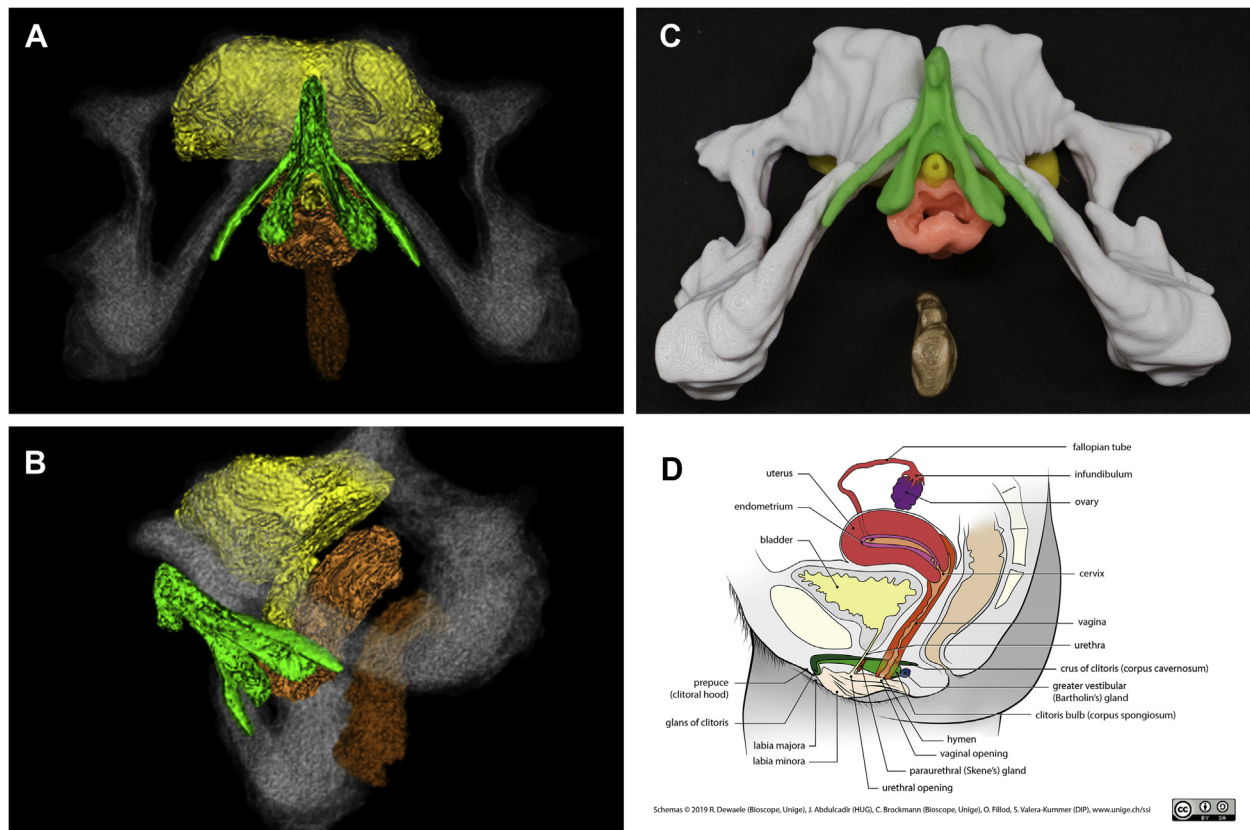 A
B
C
D
fallopian tube
uterus
infundibulum
endometrium
ovary
bladder
cervix
vagina
urethra
crus of clitoris (corpus cavernosum)
prepuce
(clitoral hood)
greater vestibular
(Bartholin's) gland
glans of clitoris
clitoris bulb (corpus spongiosum)
labia majora
hymen
labia minora
vaginal opening
paraurethral (Skene's) gland
urethral opening
Schemas © 2019 R. Dewaele (Bioscope, Unige), J. Abdulcadir (HUG), C. Brockmann (Bioscope, Unige), O. Fillod, S. Valera-Kummer (DIP), www.unige.ch/ssi
cc
BY SA